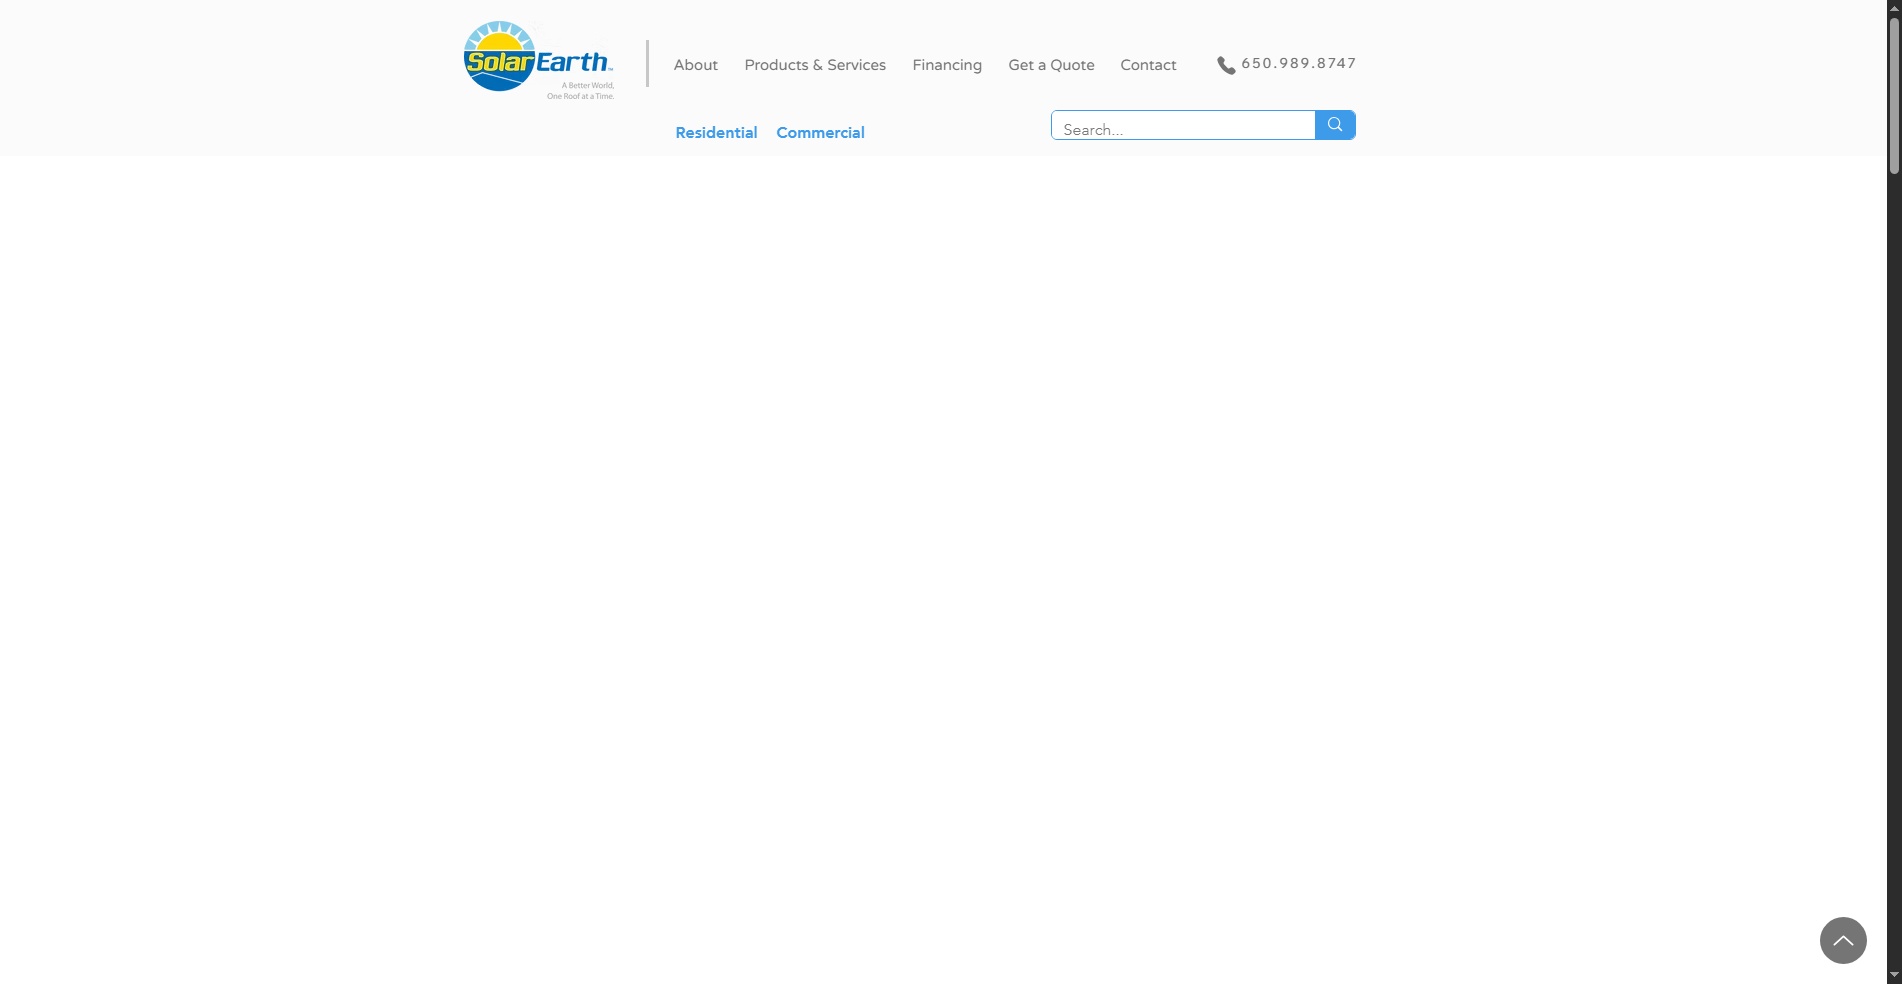 SolarEarth™
A Better World,
One Roof at a Time.
About Products & Services Financing Get a Quote Contact 650.989.8747
Residential Commercial
Search...